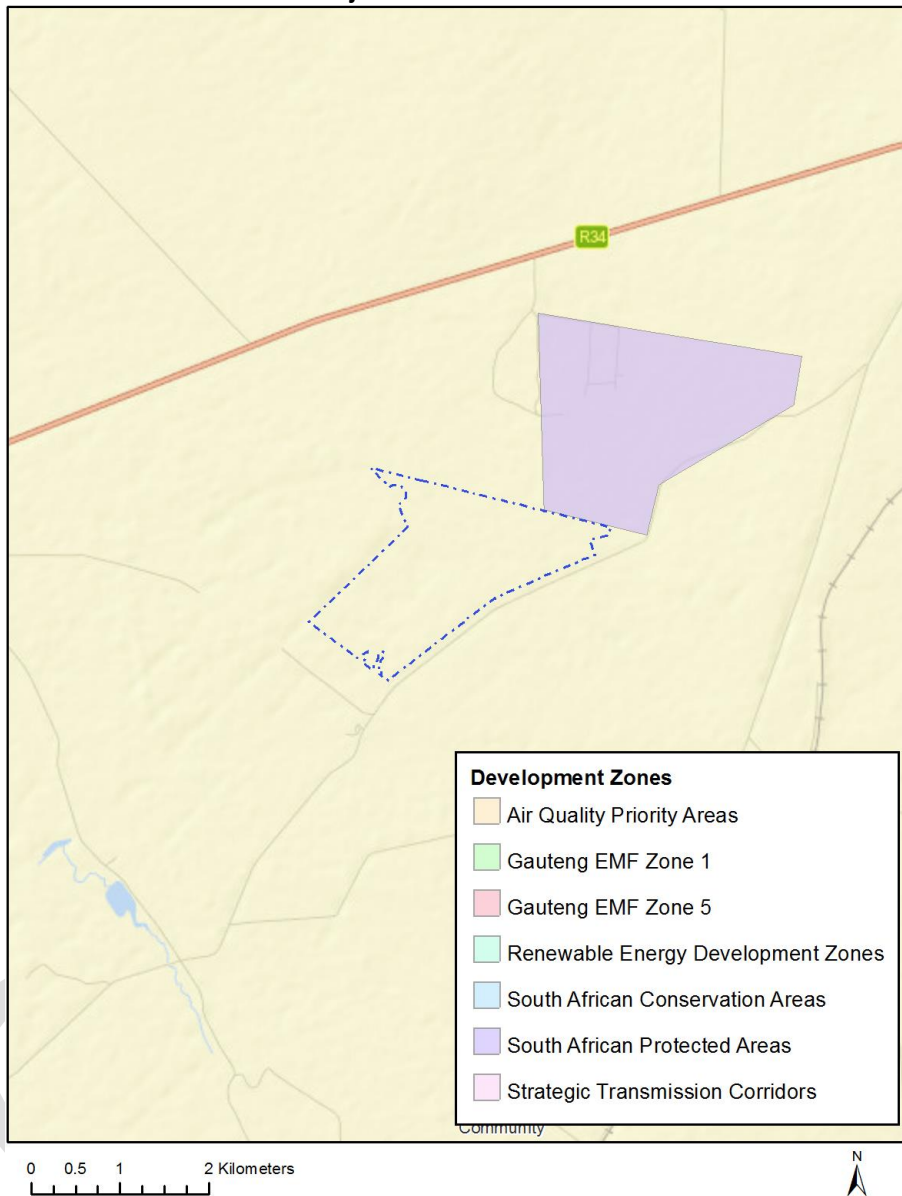 R34
Development Zones
Air Quality Priority Areas
Gauteng EMF Zone 1
Gauteng EMF Zone 5
Renewable Energy Development Zones
South African Conservation Areas
South African Protected Areas
Strategic Transmission Corridors
Community
0 0.5 1 2 Kilometers
N